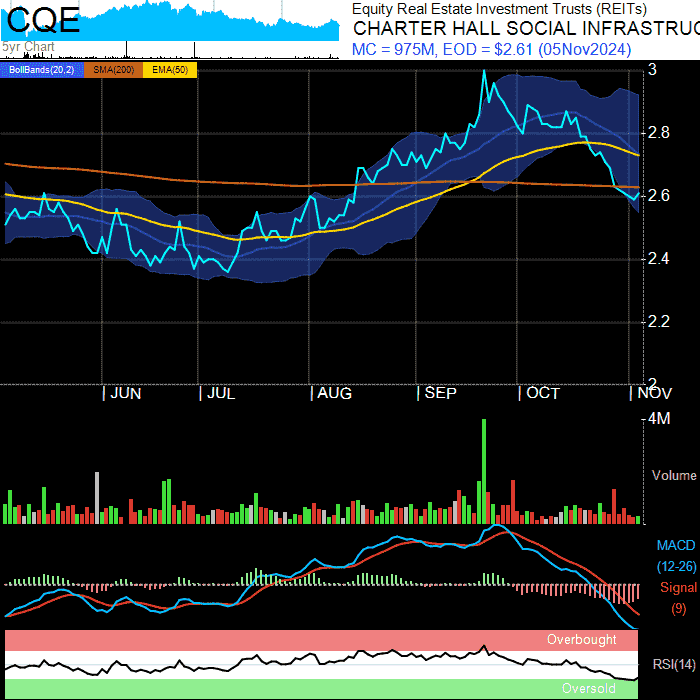 CQE
5yr Chart
Equity Real Estate Investment Trusts (REITs)
CHARTER HALL SOCIAL INFRASTRUC
MC = 975M, EOD = $2.61 (05Nov2024)
BollBands(20,2) SMA(200) EMA(50)
3
2.8
2.6
2.4
2.2
2
| JUN | JUL | AUG | SEP | OCT | NOV
4M
Volume
MACD
(12-26)
Signal
(9)
Overbought
RSI(14)
Oversold